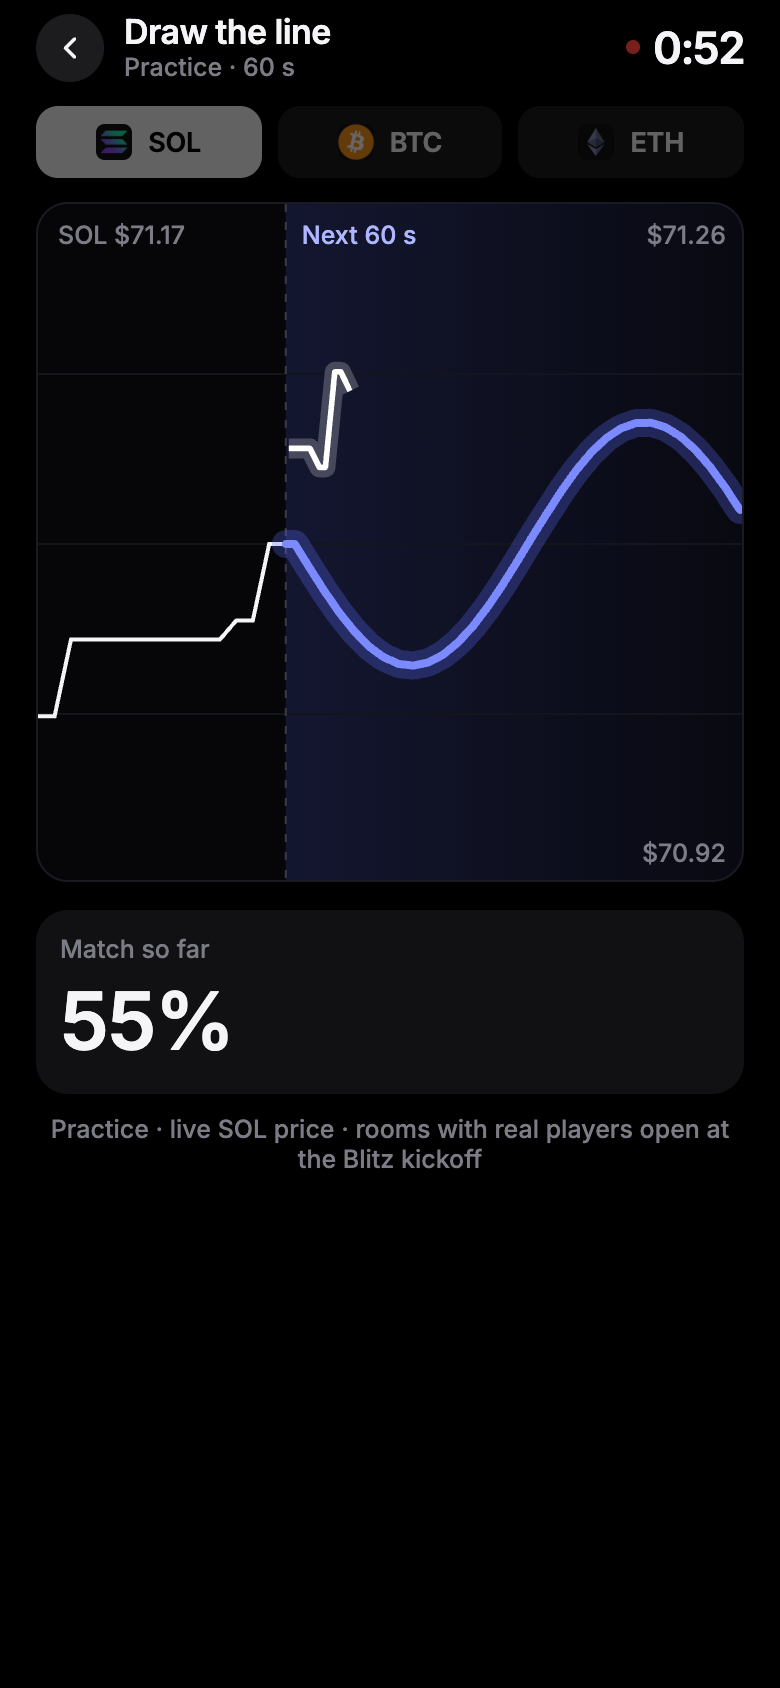 Draw the line
Practice · 60 s
0:52
SOL
BTC
ETH
SOL $71.17
Next 60 s
$71.26
$70.92
Match so far
55%
Practice · live SOL price · rooms with real players open at
the Blitz kickoff